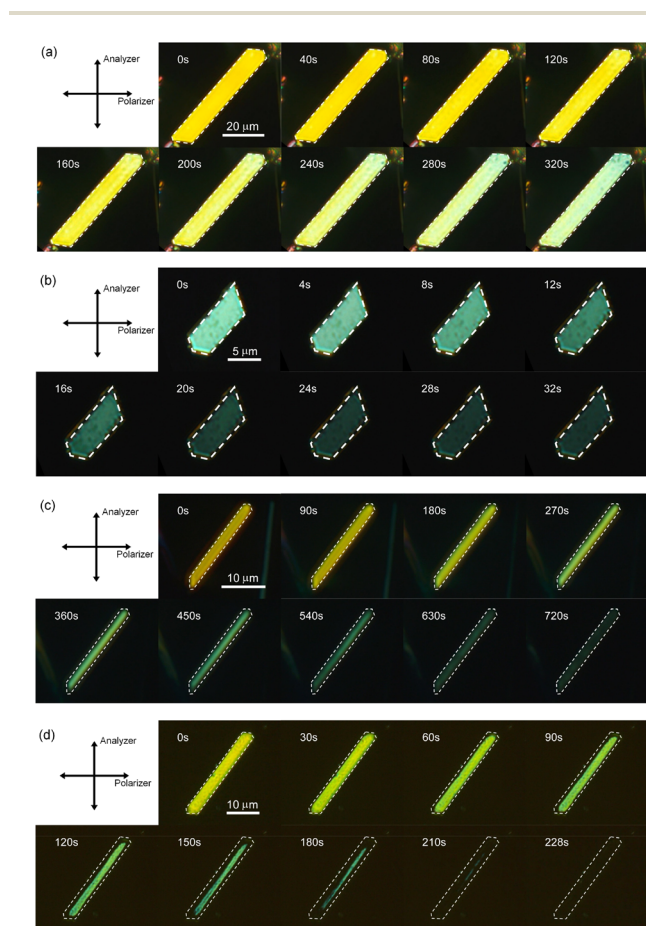 (a)
Analyzer
Polarizer
0s 40s 80s 120s
20 μm
160s 200s 240s 280s 320s
(b)
Analyzer
Polarizer
0s 4s 8s 12s
5 μm
16s 20s 24s 28s 32s
(c)
Analyzer
Polarizer
0s 90s 180s 270s
10 μm
360s 450s 540s 630s 720s
(d)
Analyzer
Polarizer
0s 30s 60s 90s
10 μm
120s 150s 180s 210s 228s